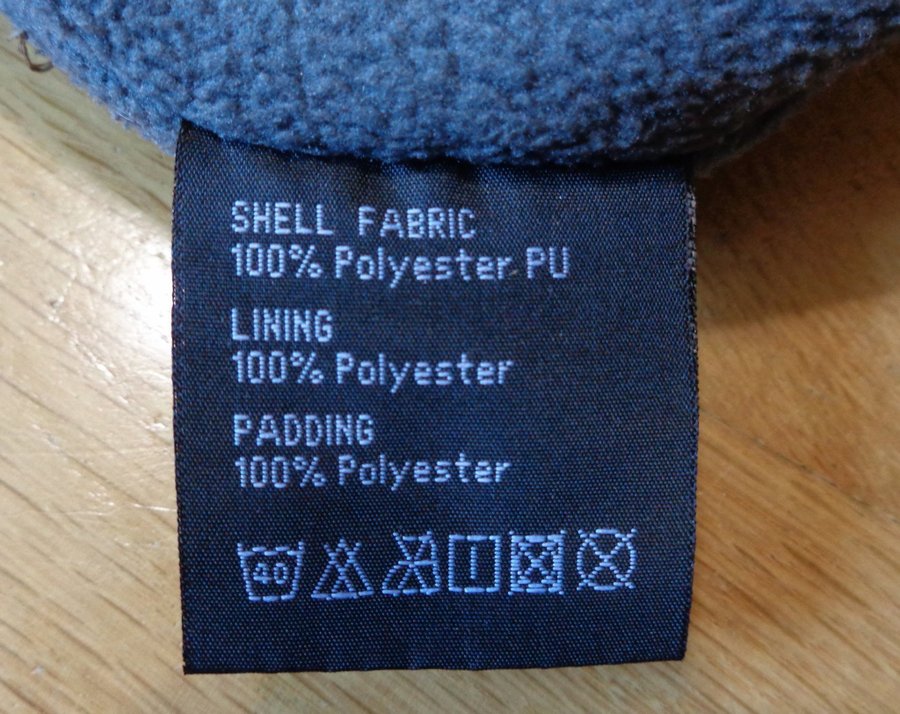 SHELL FABRIC
100% Polyester PU
LINING
100% Polyester
PADDING
100% Polyester
40